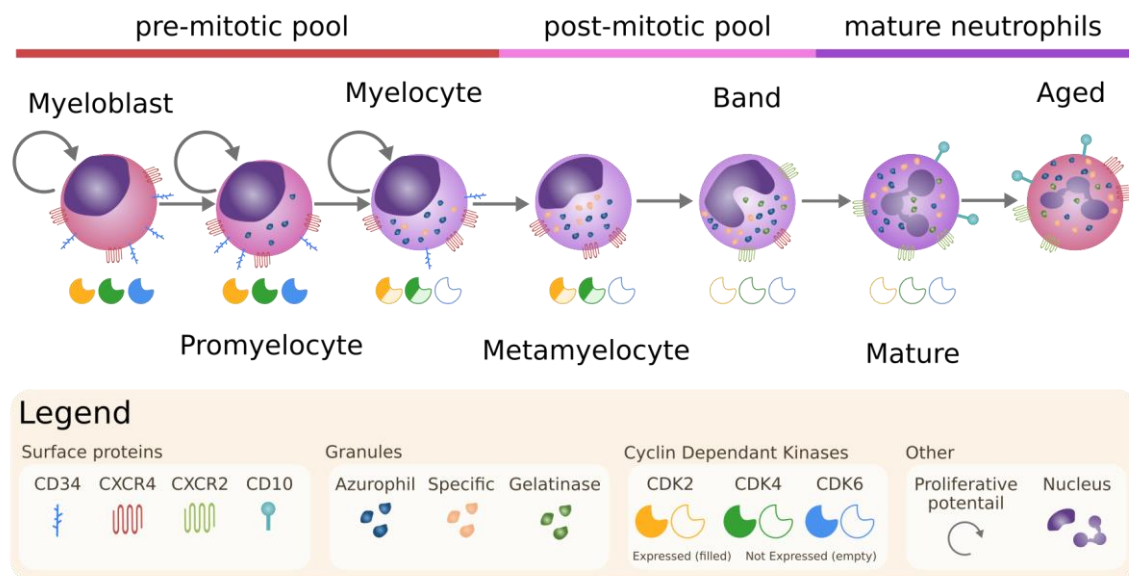 pre-mitotic pool
post-mitotic pool
mature neutrophils
Myeloblast
Myelocyte
Band
Aged
Promyelocyte
Metamyelocyte
Mature
Legend
Surface proteins
CD34
CXCR4
CXCR2
CD10
Granules
Azurophil
Specific
Gelatinase
Cyclin Dependant Kinases
CDK2
CDK4
CDK6
Expressed (filled)
Not Expressed (empty)
Other
Proliferative
potentail
Nucleus